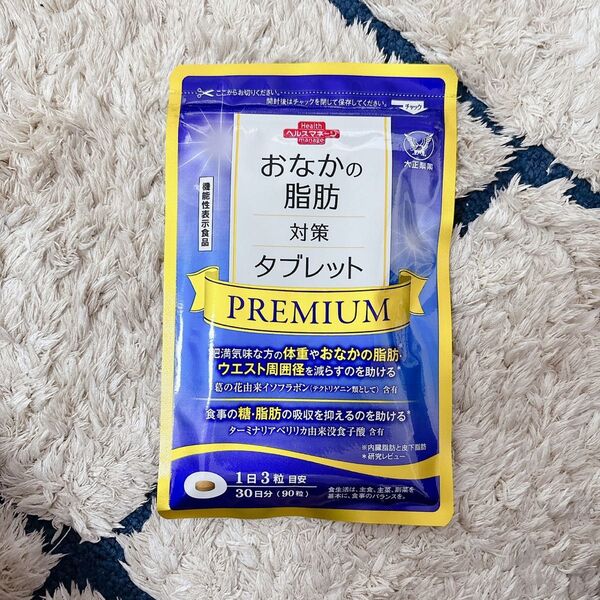 ここからお切りください。
開封後はチャックを閉じて保存してください。
チャック
Health
ヘルスマネージ
manage
大正製薬
機能性表示食品
おなかの
脂肪
対策
タブレット
PREMIUM
肥満気味な方の体重やおなかの脂肪※・
ウエスト周囲径を減らすのを助ける*
葛の花由来イソフラボン(テクトリゲニン類として)含有
食事の糖・脂肪の吸収を抑えるのを助ける*
ターミナリアベリリカ由来没食子酸 含有
※内臓脂肪と皮下脂肪
*研究レビュー
1日3粒 目安
30日分(90粒)
食生活は、主食、主菜、副菜を
基本に、食事のバランスを。